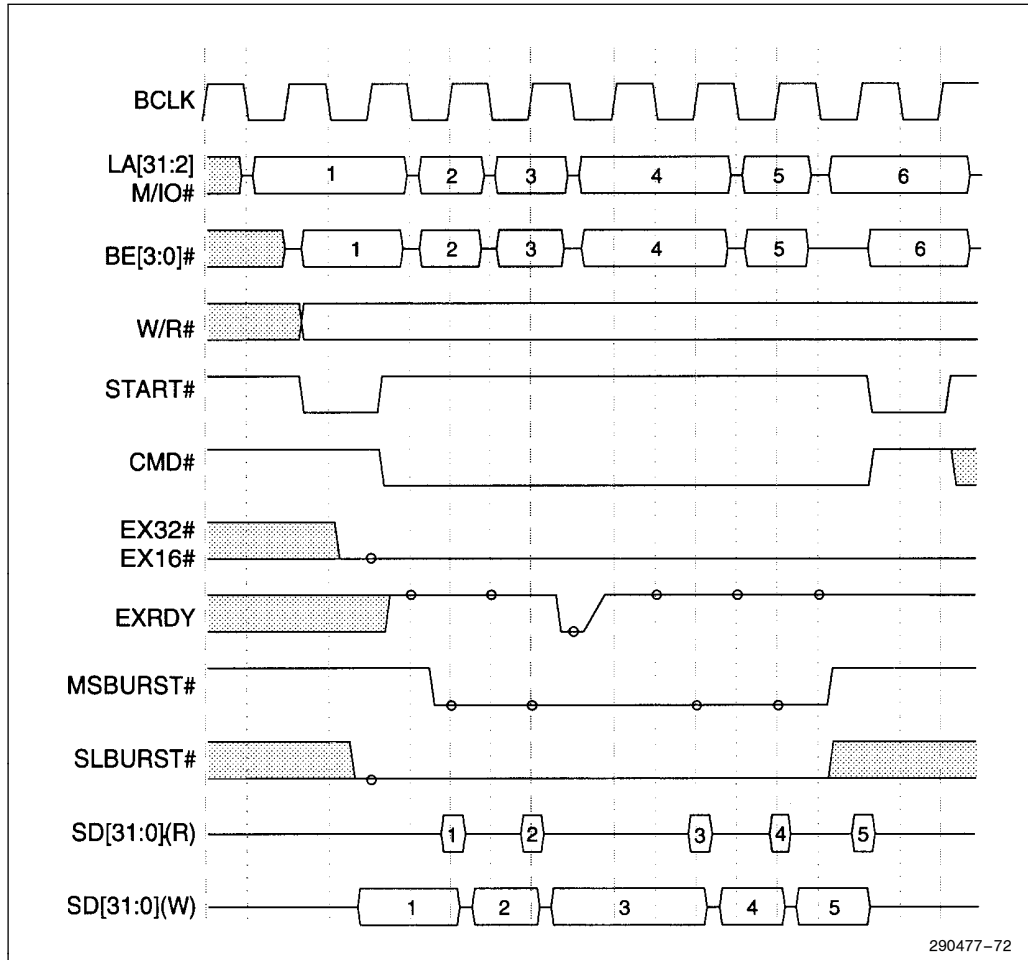 BCLK
LA[31:2]
M/IO#
1 2 3 4 5 6
BE[3:0]#
1 2 3 4 5 6
W/R#
START#
CMD#
EX32#
EX16#
EXRDY
MSBURST#
SLBURST#
SD[31:0](R)
1 2 3 4 5
SD[31:0](W)
1 2 3 4 5
290477-72